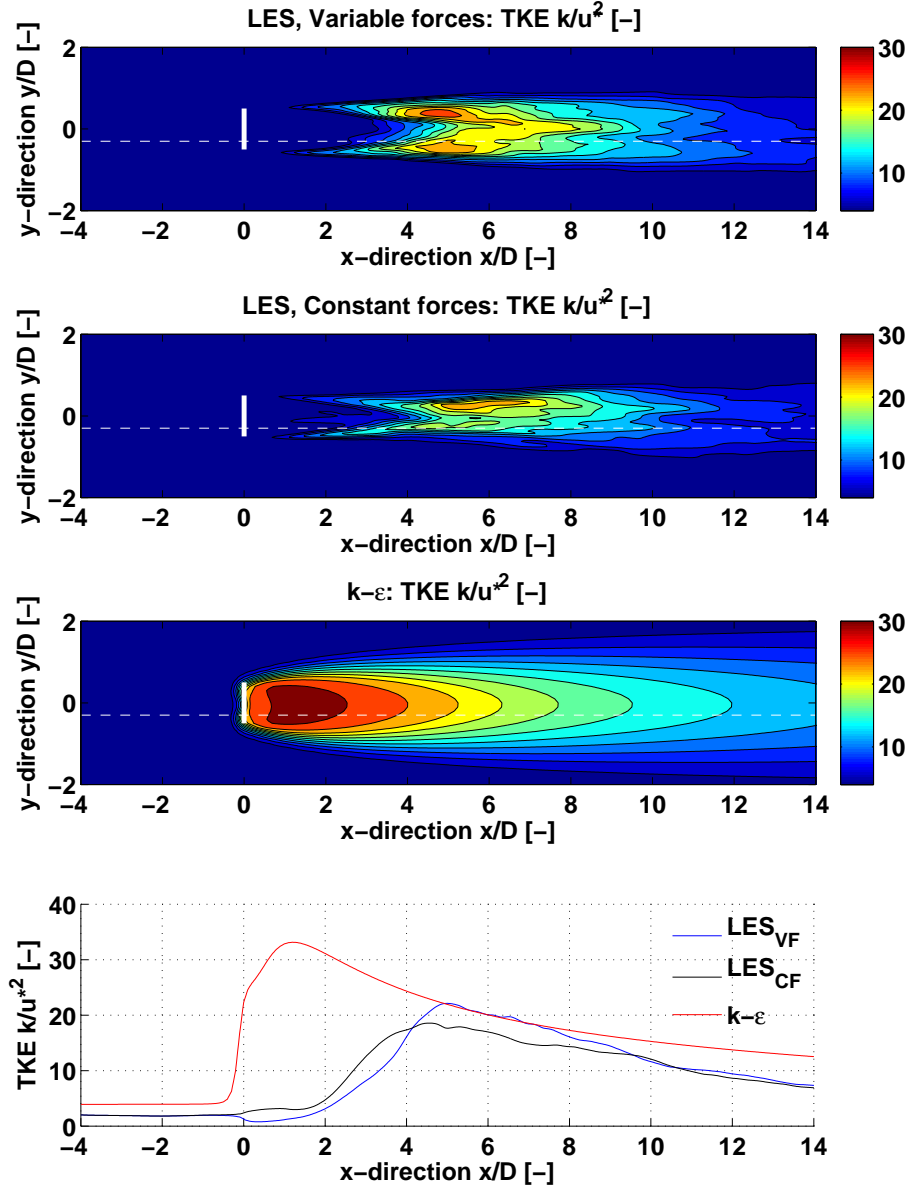 LES, Variable forces: TKE k/u*2 [−]
y−direction y/D [−]
2
0
−2
−4 −2 0 2 4 6 8 10 12 14
x−direction x/D [−]
30
20
10
LES, Constant forces: TKE k/u*2 [−]
y−direction y/D [−]
2
0
−2
−4 −2 0 2 4 6 8 10 12 14
x−direction x/D [−]
30
20
10
k−ε: TKE k/u*2 [−]
y−direction y/D [−]
2
0
−2
−4 −2 0 2 4 6 8 10 12 14
x−direction x/D [−]
30
20
10
TKE k/u*2 [−]
40
30
20
10
0
−4 −2 0 2 4 6 8 10 12 14
x−direction x/D [−]
LESVF
LESCF
k−ε